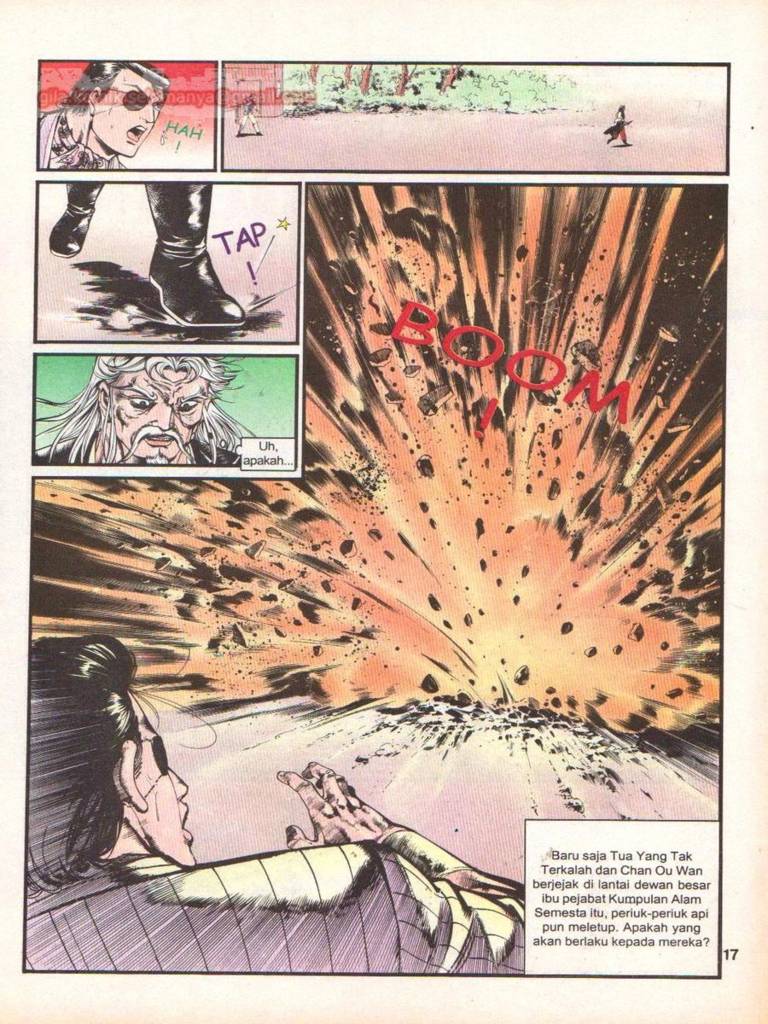 HAH
!
TAP
!
Uh,
apakah...
BOOM
!
Baru saja Tua Yang Tak
Terkalah dan Chan Ou Wan
berjejak di lantai dewan besar
ibu pejabat Kumpulan Alam
Semesta itu, periuk-periuk api
pun meletup. Apakah yang
akan berlaku kepada mereka?
17